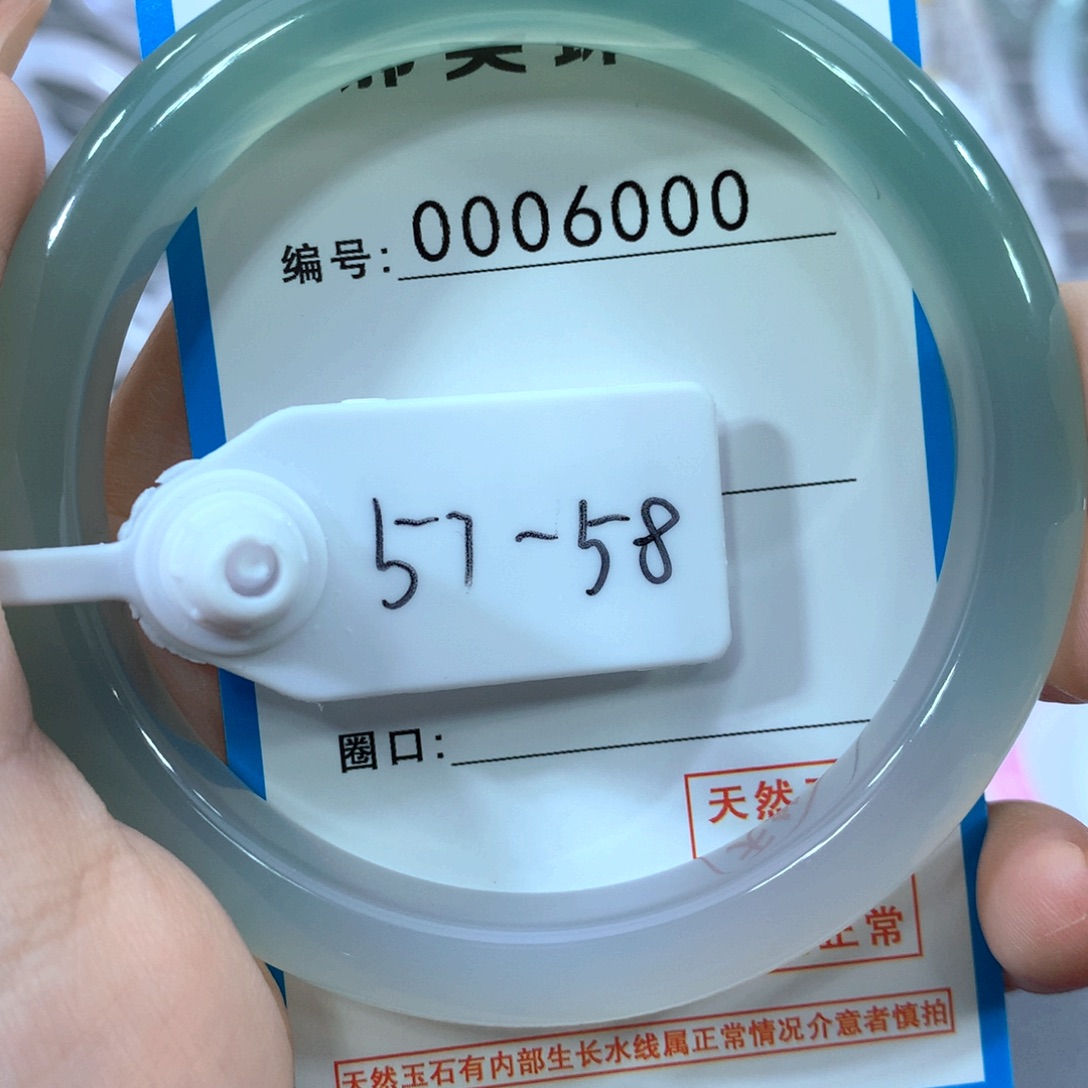 编号: 0006000
57~58
圈口:
天然
正常
天然玉石有内部生长水线属正常情况介意者慎拍